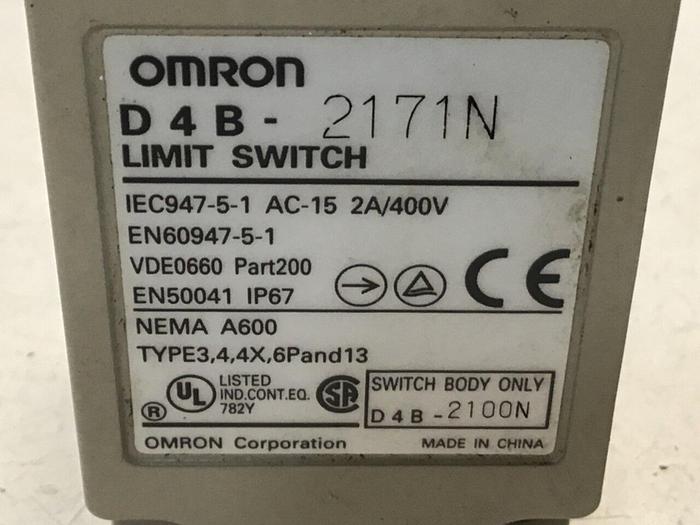 OMRON
D4B-2171N
LIMIT SWITCH
IEC947-5-1 AC-15 2A/400V
EN60947-5-1
VDE0660 Part200
EN50041 IP67
CE
NEMA A600
TYPE3,4,4X,6Pand13
® UL LISTED
IND.CONT.EQ.
782Y
SA
SWITCH BODY ONLY
D4B-2100N
OMRON Corporation MADE IN CHINA